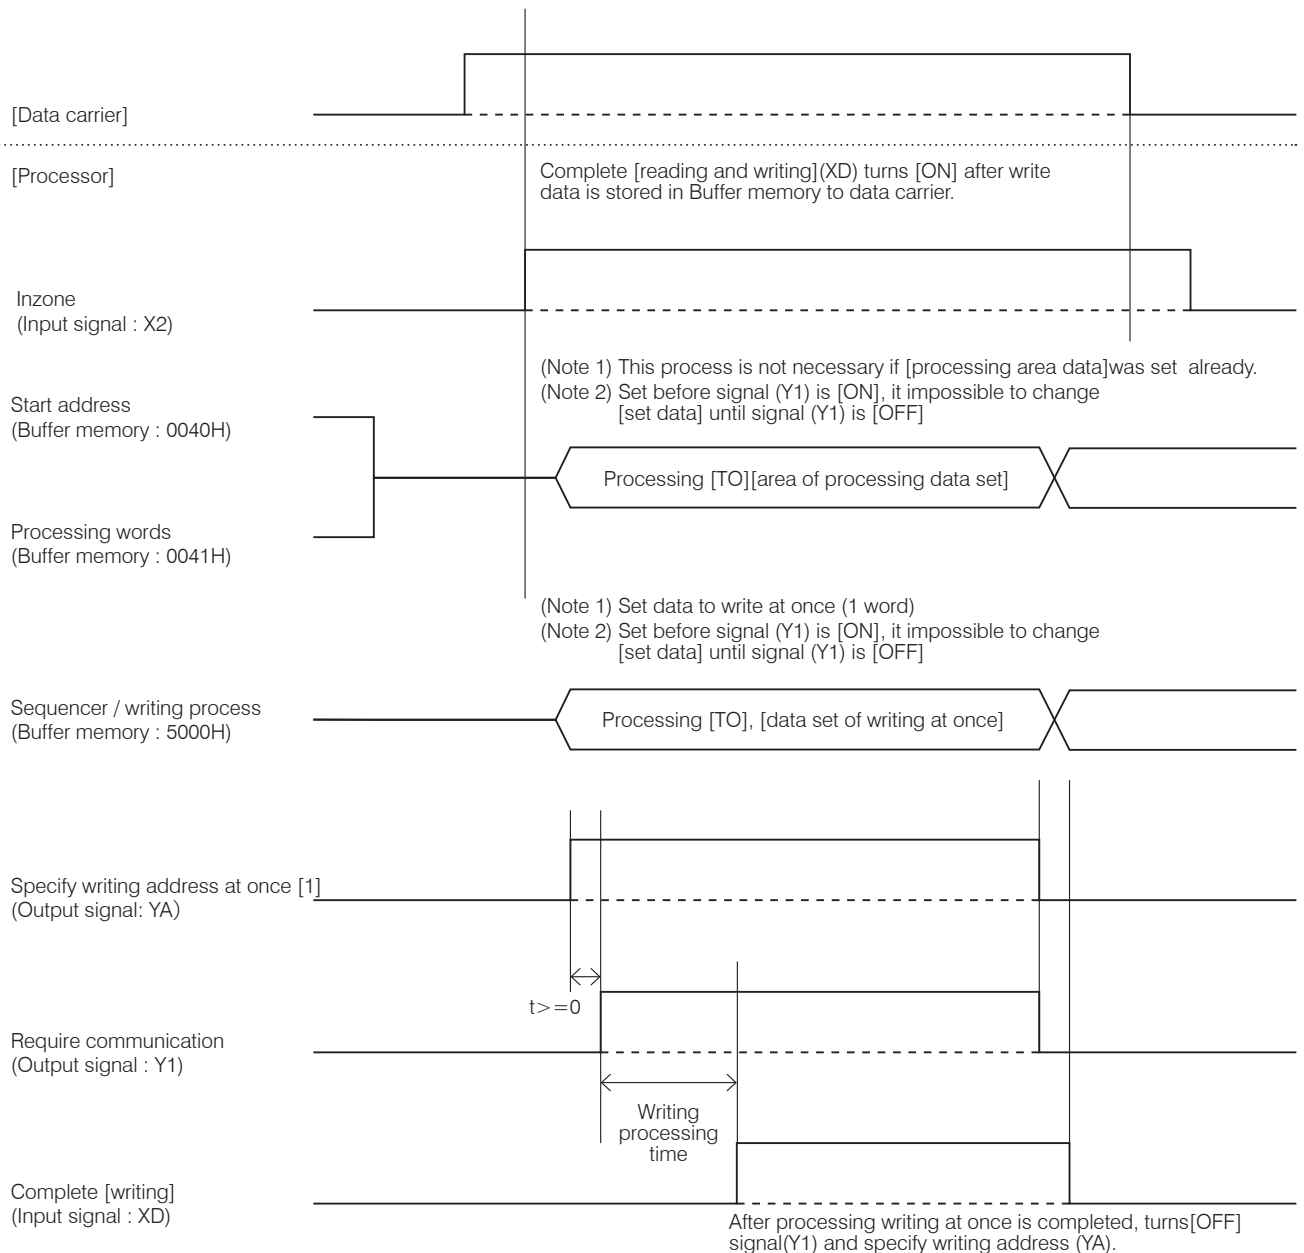 [Data carrier]
[Processor]
Complete [reading and writing](XD) turns [ON] after write
data is stored in Buffer memory to data carrier.
Inzone
(Input signal : X2)
(Note 1) This process is not necessary if [processing area data]was set  already.
(Note 2) Set before signal (Y1) is [ON], it impossible to change
[set data] until signal (Y1) is [OFF]
Start address
(Buffer memory : 0040H)
Processing [TO][area of processing data set]
Processing words
(Buffer memory : 0041H)
(Note 1) Set data to write at once (1 word)
(Note 2) Set before signal (Y1) is [ON], it impossible to change
[set data] until signal (Y1) is [OFF]
Sequencer / writing process
(Buffer memory : 5000H)
Processing [TO], [data set of writing at once]
Specify writing address at once [1]
(Output signal: YA)
t>=0
Require communication
(Output signal : Y1)
Writing
processing
time
Complete [writing]
(Input signal : XD)
After processing writing at once is completed, turns[OFF]
signal(Y1) and specify writing address (YA).